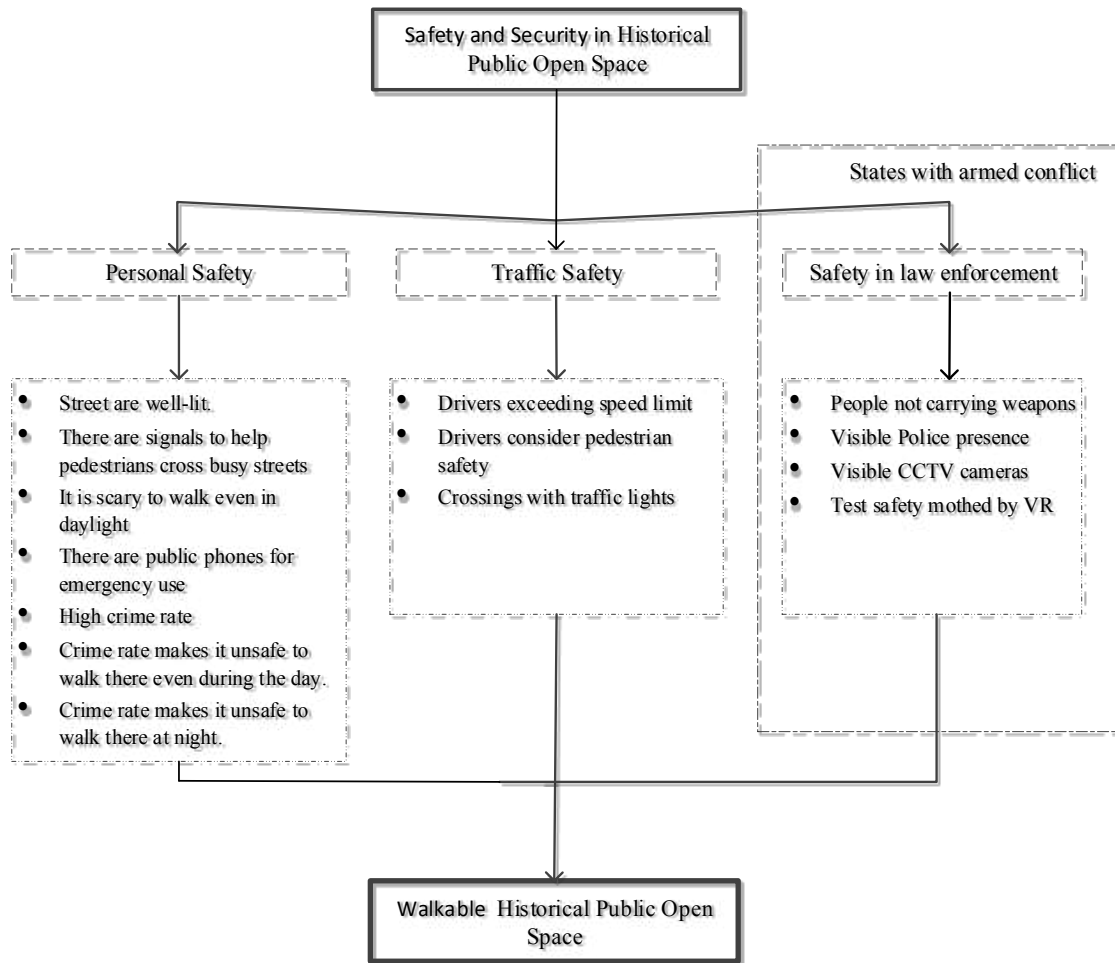 Safety and Security in Historical
Public Open Space
States with armed conflict
Personal Safety
Traffic Safety
Safety in law enforcement
• Street are well-lit.
• There are signals to help
pedestrians cross busy streets
• It is scary to walk even in
daylight
• There are public phones for
emergency use
• High crime rate
• Crime rate makes it unsafe to
walk there even during the day.
• Crime rate makes it unsafe to
walk there at night.
• Drivers exceeding speed limit
• Drivers consider pedestrian
safety
• Crossings with traffic lights
• People not carrying weapons
• Visible Police presence
• Visible CCTV cameras
• Test safety mothed by VR
Walkable Historical Public Open
Space